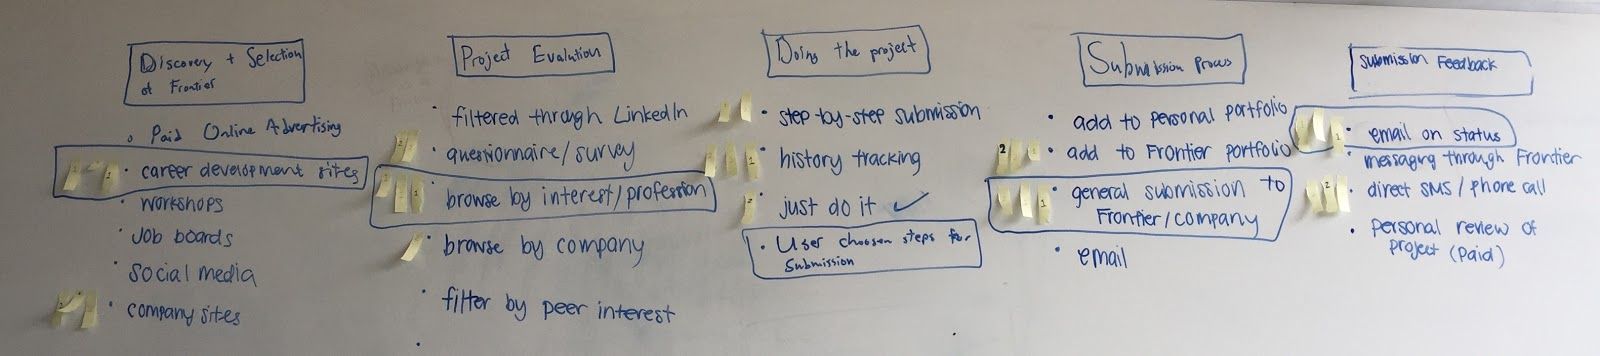 Discovery + Selection
of Frontier
Paid Online Advertising
career development sites
workshops
Job boards
social media
company sites
Project Evaluation
filtered through LinkedIn
questionnaire/survey
browse by interest/profession
browse by company
filter by peer interest
Doing the project
step-by-step submission
history tracking
just do it
User choosen steps for
Submission
Submission Process
add to personal portfolio
add to Frontier portfolio
general submission to
Frontier/company
email
Submission Feedback
email on status
messaging through Frontier
direct SMS/phone call
personal review of
project (Paid)